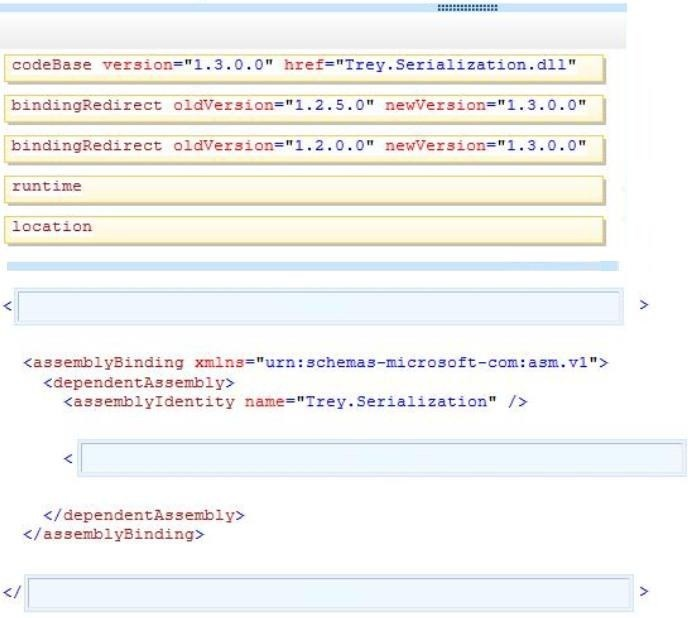 codeBase version="1.3.0.0" href="Trey.Serialization.dll"
bindingRedirect oldVersion="1.2.5.0" newVersion="1.3.0.0"
bindingRedirect oldVersion="1.2.0.0" newVersion="1.3.0.0"
runtime
location
< >
<assemblyBinding xmlns="urn:schemas-microsoft-com:asm.v1">
<dependentAssembly>
<assemblyIdentity name="Trey.Serialization" />
<
</dependentAssembly>
</assemblyBinding>
</ >